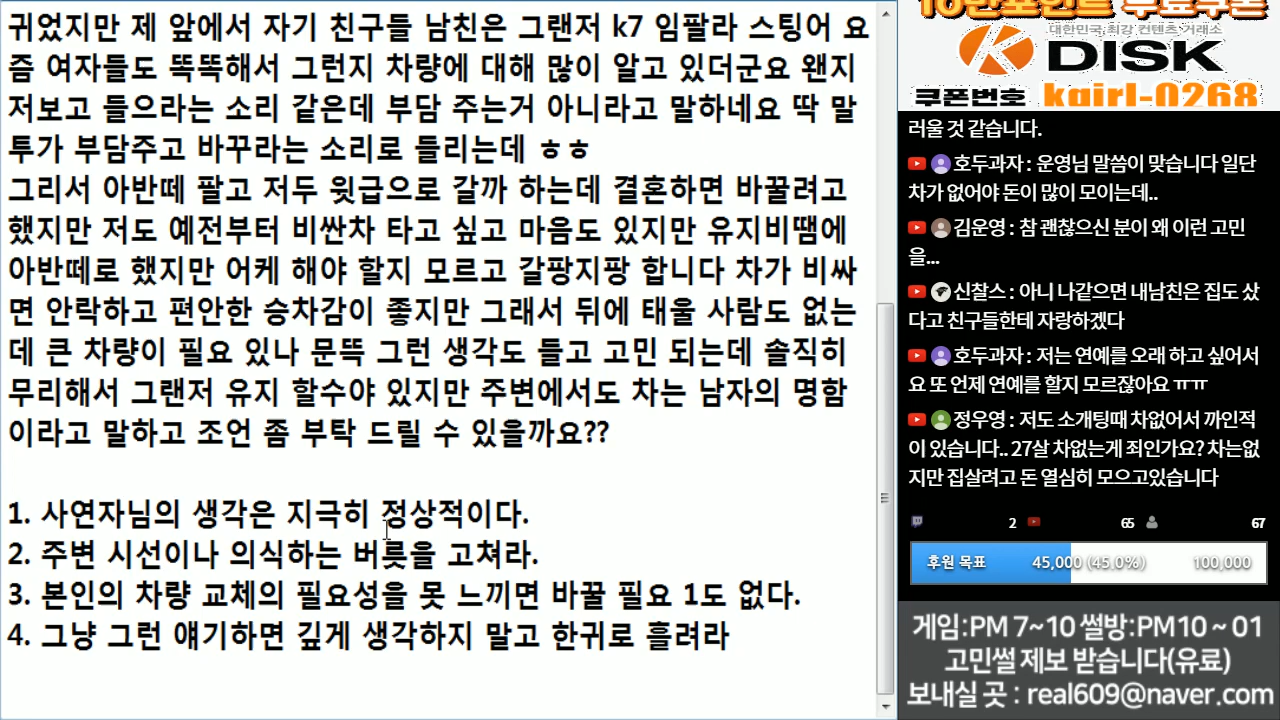 귀었지만 제 앞에서 자기 친구들 남친은 그랜저 k7 임팔라 스팅어 요
즘 여자들도 똑똑해서 그런지 차량에 대해 많이 알고 있더군요 왠지
저보고 들으라는 소리 같은데 부담 주는거 아니라고 말하네요 딱 말
투가 부담주고 바꾸라는 소리로 들리는데 ㅎㅎ
그리서 아반떼 팔고 저두 윗급으로 갈까 하는데 결혼하면 바꿀려고
했지만 저도 예전부터 비싼차 타고 싶고 마음도 있지만 유지비땜에
아반떼로 했지만 어케 해야 할지 모르고 갈팡지팡 합니다 차가 비싸
면 안락하고 편안한 승차감이 좋지만 그래서 뒤에 태울 사람도 없는
데 큰 차량이 필요 있나 문뜩 그런 생각도 들고 고민 되는데 솔직히
무리해서 그랜저 유지 할수야 있지만 주변에서도 차는 남자의 명함
이라고 말하고 조언 좀 부탁 드릴 수 있을까요??
1. 사연자님의 생각은 지극히 정상적이다.
2. 주변 시선이나 의식하는 버릇을 고쳐라.
3. 본인의 차량 교체의 필요성을 못 느끼면 바꿀 필요 1도 없다.
4. 그냥 그런 얘기하면 깊게 생각하지 말고 한귀로 흘려라
10만포인트 무료쿠폰
대한민국 최강 컨텐츠 거래소
K DISK
쿠폰번호 kairl-0268
러울 것 같습니다.
호두과자 : 운영님 말씀이 맞습니다 일단
차가 없어야 돈이 많이 모이는데..
김운영 : 참 괜찮으신 분이 왜 이런 고민
을...
신찰스 : 아니 나같으면 내남친은 집도 샀
다고 친구들한테 자랑하겠다
호두과자 : 저는 연예를 오래 하고 싶어서
요 또 언제 연예를 할지 모르잖아요 ㅠㅠ
정우영 : 저도 소개팅때 차없어서 까인적
이 있습니다.. 27살 차없는게 죄인가요? 차는없
지만 집살려고 돈 열심히 모으고있습니다
2 65 67
후원 목표 45,000 (45.0%) 100,000
게임:PM 7~10 썰방:PM10 ~ 01
고민썰 제보 받습니다(유료)
보내실 곳 : real609@naver.com